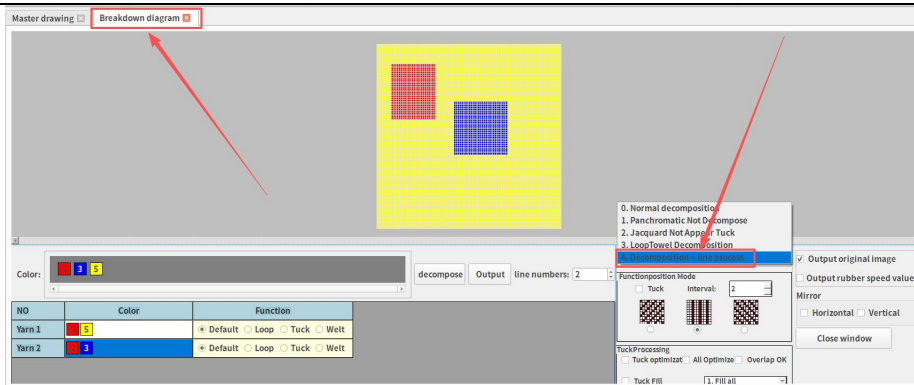 Master drawing
Breakdown diagram
0. Normal decomposition
1. Panchromatic Not Decompose
2. Jacquard Not Appear Tuck
3. LoopTowel Decomposition
4. Decomposition - line process
Output original image
Color: 3 5 decompose Output line numbers: 2
Output rubber speed value
Functionposition Mode
Tuck Interval: 2
Mirror
Horizontal Vertical
NO Color Function
Yarn 1 5 Default Loop Tuck Welt
Yarn 2 3 Default Loop Tuck Welt
Close window
TuckProcessing
Tuck optimizat All Optimize Overlap OK
Tuck Fill 1. Fill all